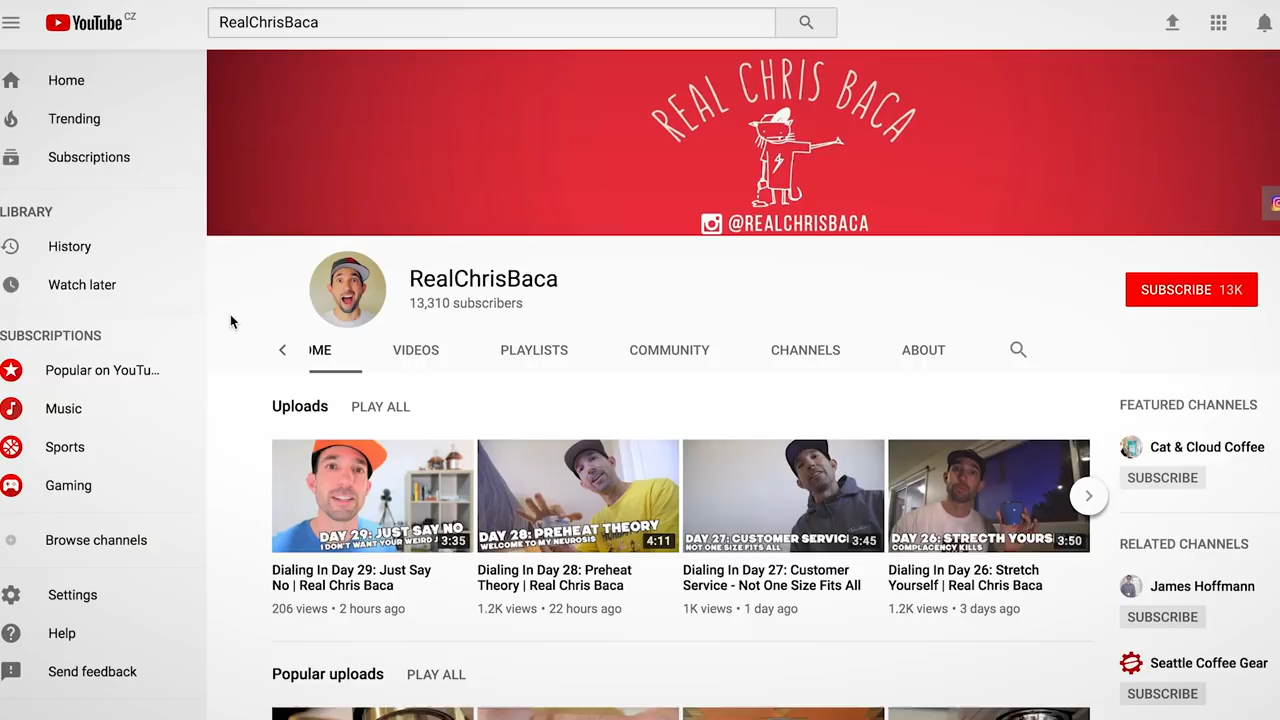 YouTube CZ
RealChrisBaca
Home
Trending
Subscriptions
LIBRARY
History
Watch later
SUBSCRIPTIONS
Popular on YouTu...
Music
Sports
Gaming
Browse channels
Settings
Help
Send feedback
REAL CHRIS BACA
@REALCHRISBACA
RealChrisBaca
13,310 subscribers
SUBSCRIBE 13K
OME
VIDEOS
PLAYLISTS
COMMUNITY
CHANNELS
ABOUT
Uploads PLAY ALL
DAY 29: JUST SAY NO
I DON'T WANT YOUR WEIRD J
3:35
Dialing In Day 29: Just Say
No | Real Chris Baca
206 views • 2 hours ago
DAY 28: PREHEAT THEORY
WELCOME TO MY NEUROSIS
4:11
Dialing In Day 28: Preheat
Theory | Real Chris Baca
1.2K views • 22 hours ago
DAY 27: CUSTOMER SERVIC
NOT ONE SIZE FITS ALL
3:45
Dialing In Day 27: Customer
Service - Not One Size Fits All
1K views • 1 day ago
DAY 26: STRECTH YOURS
COMPLACENCY KILLS
3:50
Dialing In Day 26: Stretch
Yourself | Real Chris Baca
1.2K views • 3 days ago
Popular uploads PLAY ALL
FEATURED CHANNELS
Cat & Cloud Coffee
SUBSCRIBE
RELATED CHANNELS
James Hoffmann
SUBSCRIBE
Seattle Coffee Gear
SUBSCRIBE